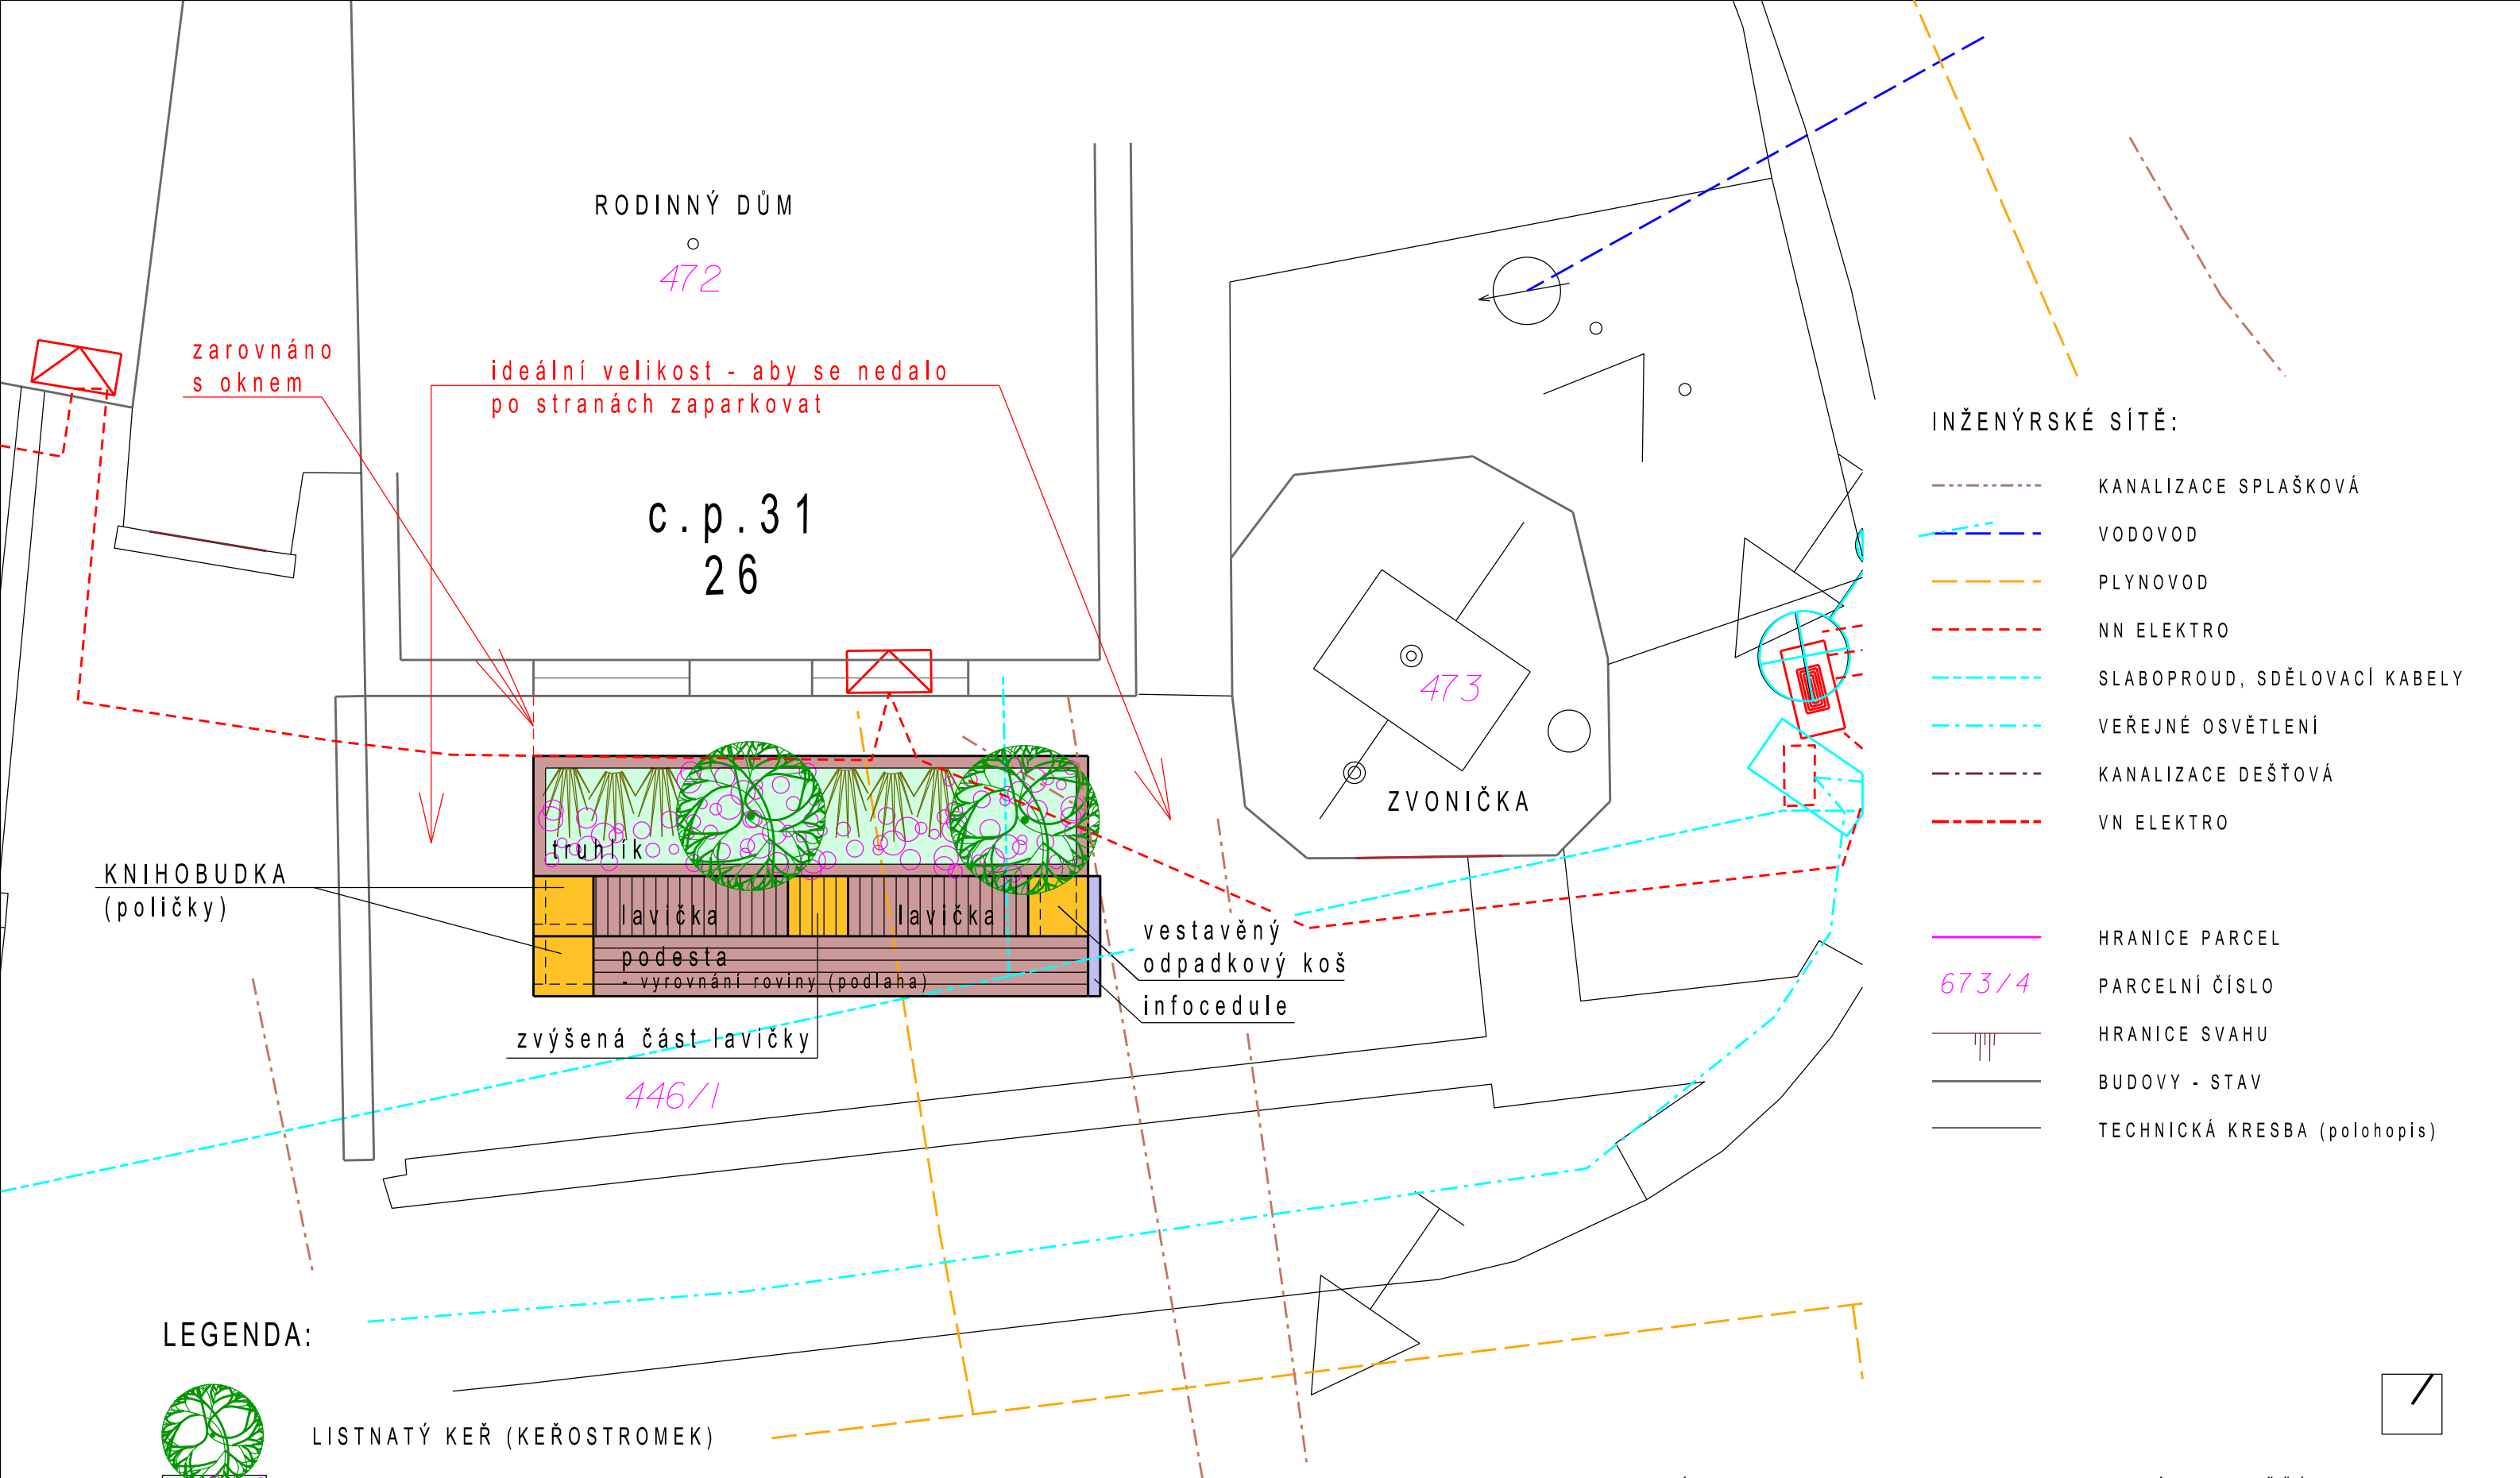 RODINNÝ DŮM
472
zarovnáno
s oknem
ideální velikost - aby se nedalo
po stranách zaparkovat
c.p.31
26
473
ZVONIČKA
truhlík
KNIHOBUDKA
(poličky)
lavička
lavička
podesta
- vyrovnání roviny (podlaha)
vestavěný
odpadkový koš
infocedule
zvýšená část lavičky
446/1
INŽENÝRSKÉ SÍTĚ:
KANALIZACE SPLAŠKOVÁ
VODOVOD
PLYNOVOD
NN ELEKTRO
SLABOPROUD, SDĚLOVACÍ KABELY
VEŘEJNÉ OSVĚTLENÍ
KANALIZACE DEŠŤOVÁ
VN ELEKTRO
HRANICE PARCEL
673/4 PARCELNÍ ČÍSLO
HRANICE SVAHU
BUDOVY - STAV
TECHNICKÁ KRESBA (polohopis)
LEGENDA:
LISTNATÝ KEŘ (KEŘOSTROMEK)